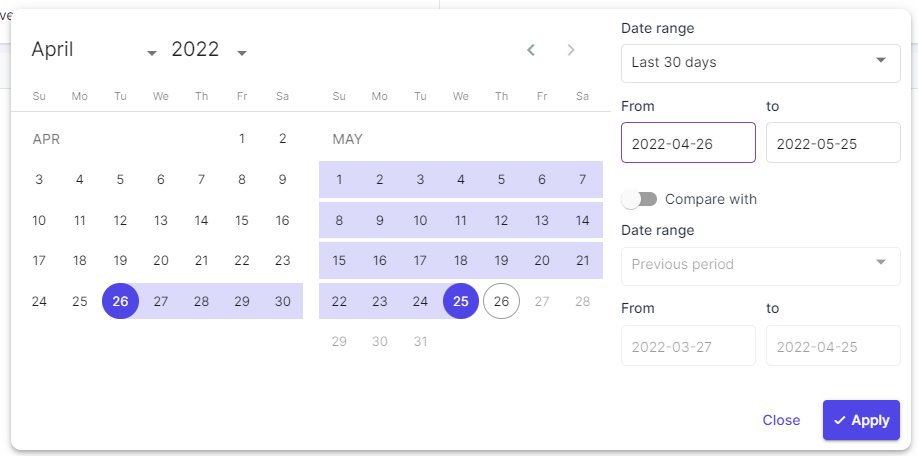 ve
April 2022
Su Mo Tu We Th Fr Sa
APR 1 2
3 4 5 6 7 8 9
10 11 12 13 14 15 16
17 18 19 20 21 22 23
24 25 26 27 28 29 30
Su Mo Tu We Th Fr Sa
MAY
1 2 3 4 5 6 7
8 9 10 11 12 13 14
15 16 17 18 19 20 21
22 23 24 25 26 27 28
29 30 31
Date range
Last 30 days
From to
2022-04-26 2022-05-25
Compare with
Date range
Previous period
From to
2022-03-27 2022-04-25
Close Apply